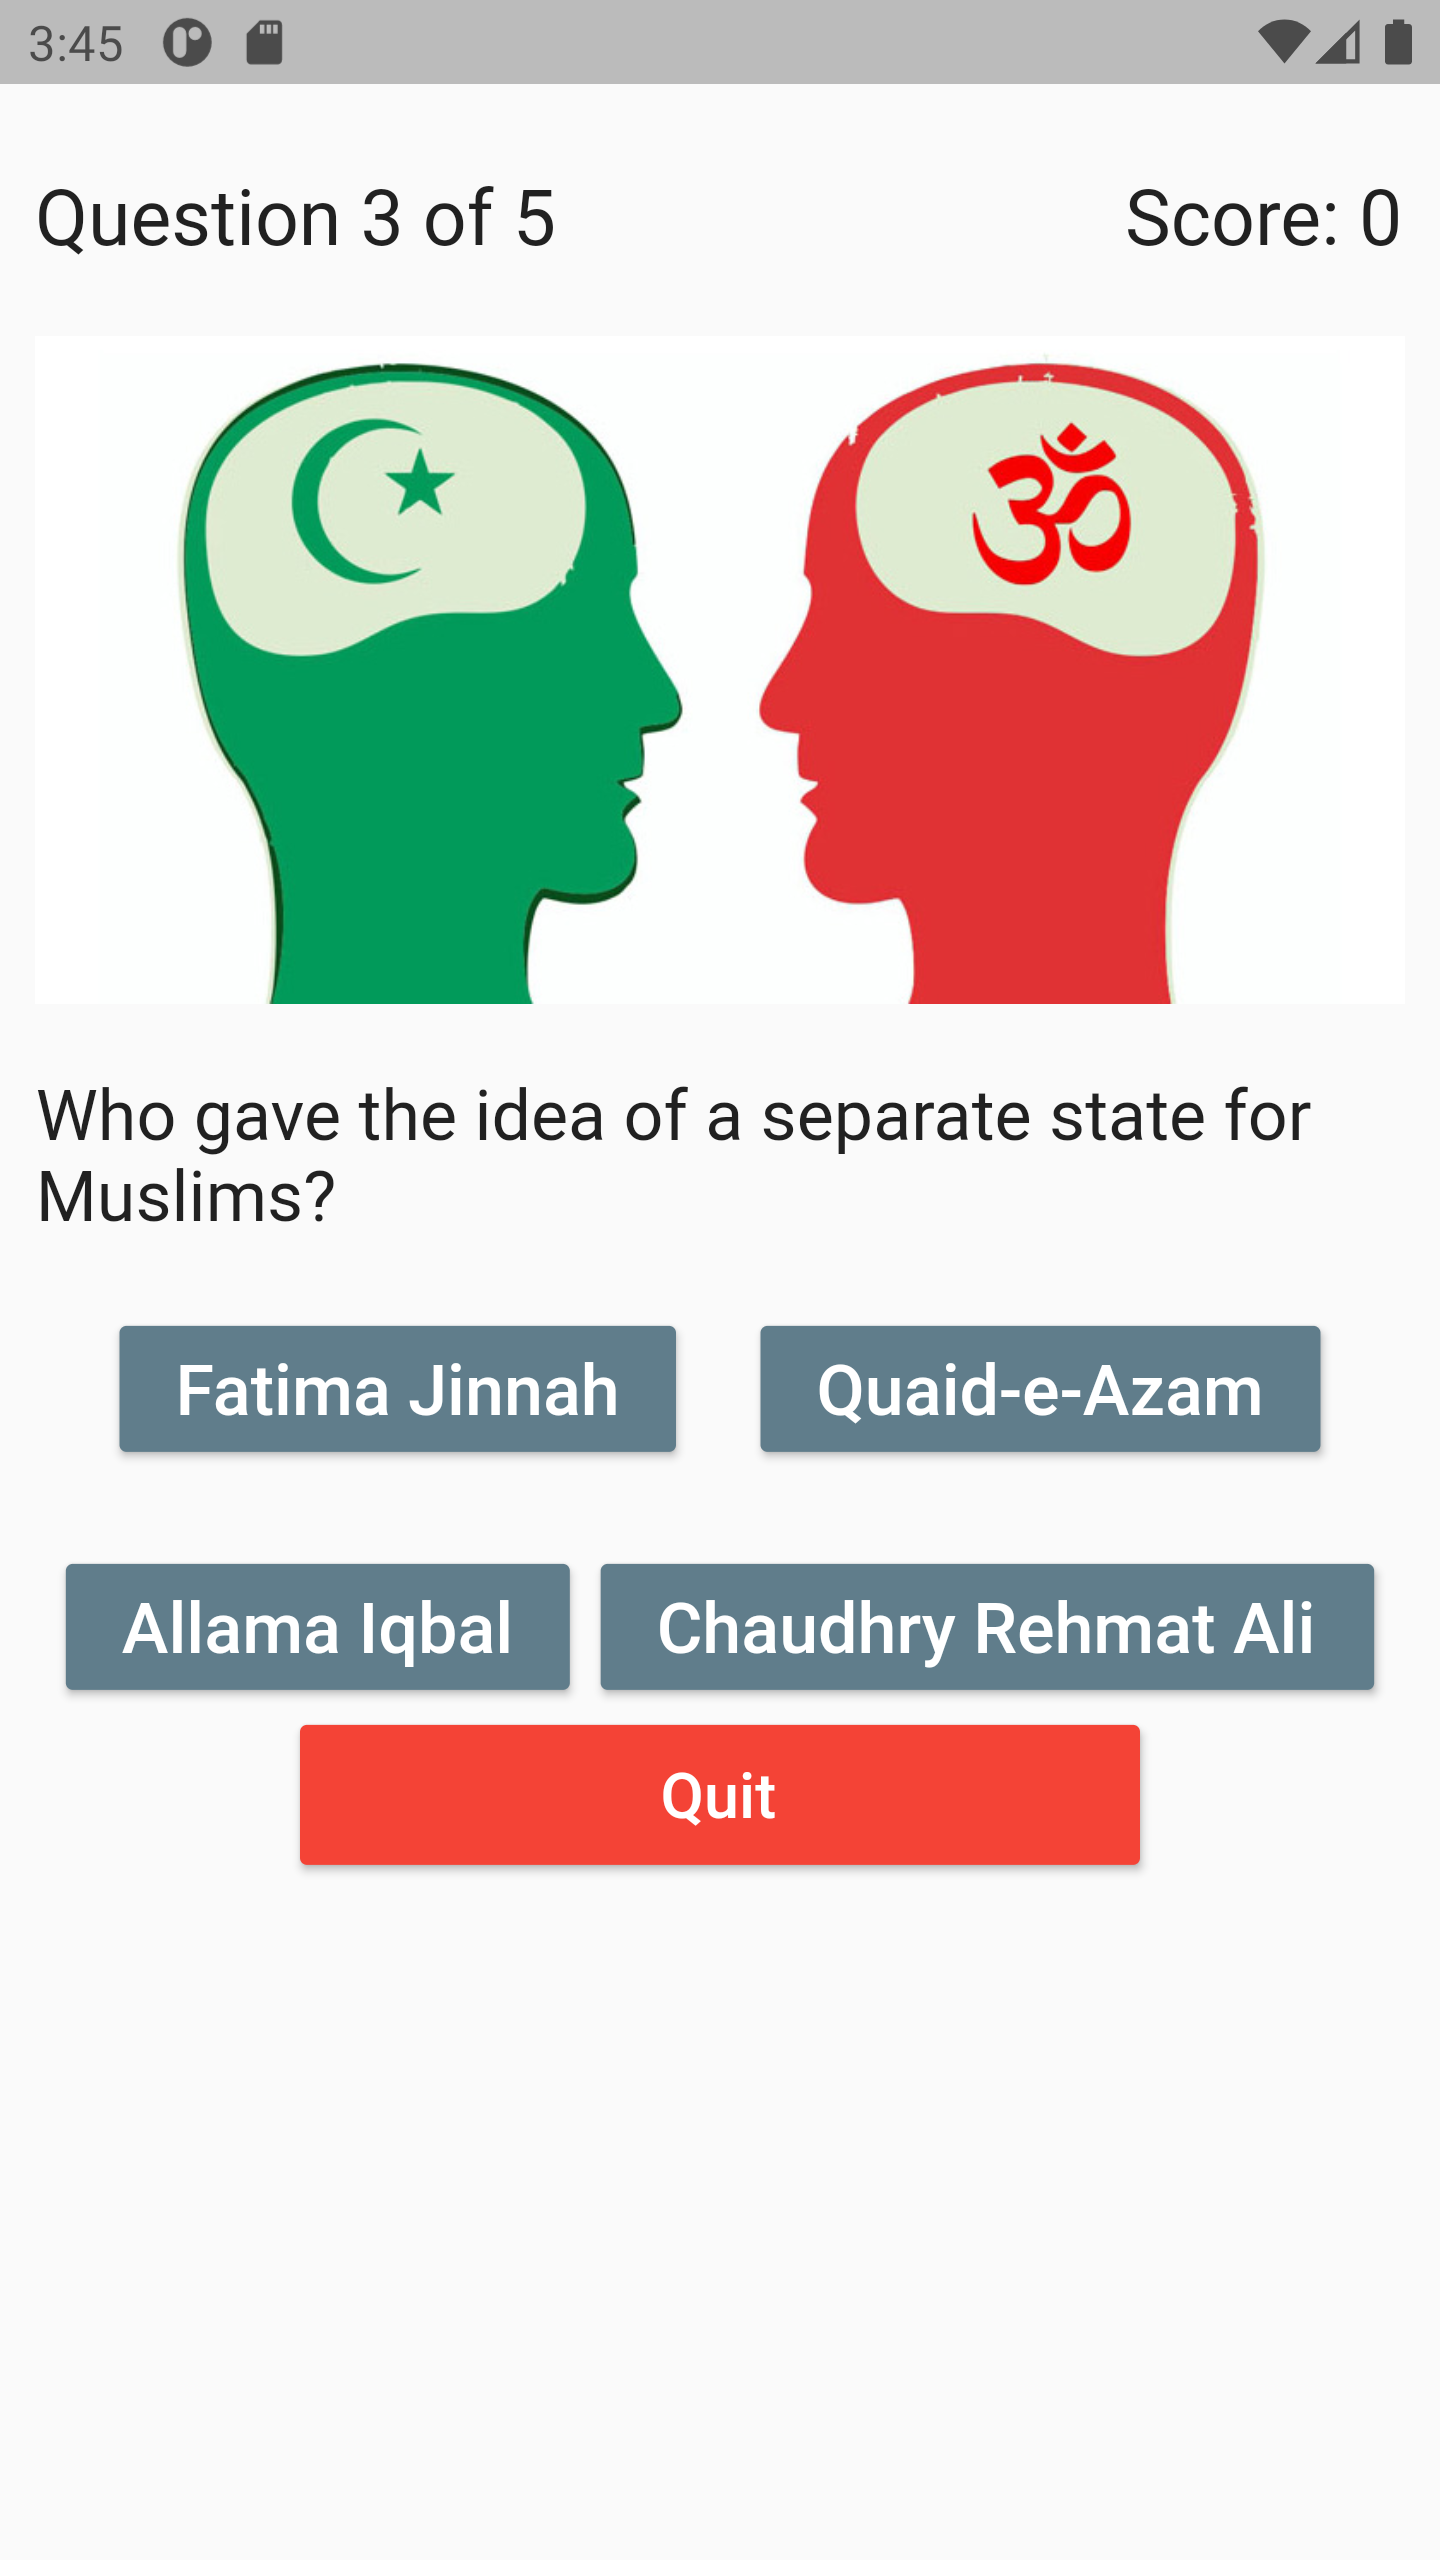 3:45
Question 3 of 5
Score: 0
ॐ
Who gave the idea of a separate state for
Muslims?
Fatima Jinnah
Quaid-e-Azam
Allama Iqbal
Chaudhry Rehmat Ali
Quit